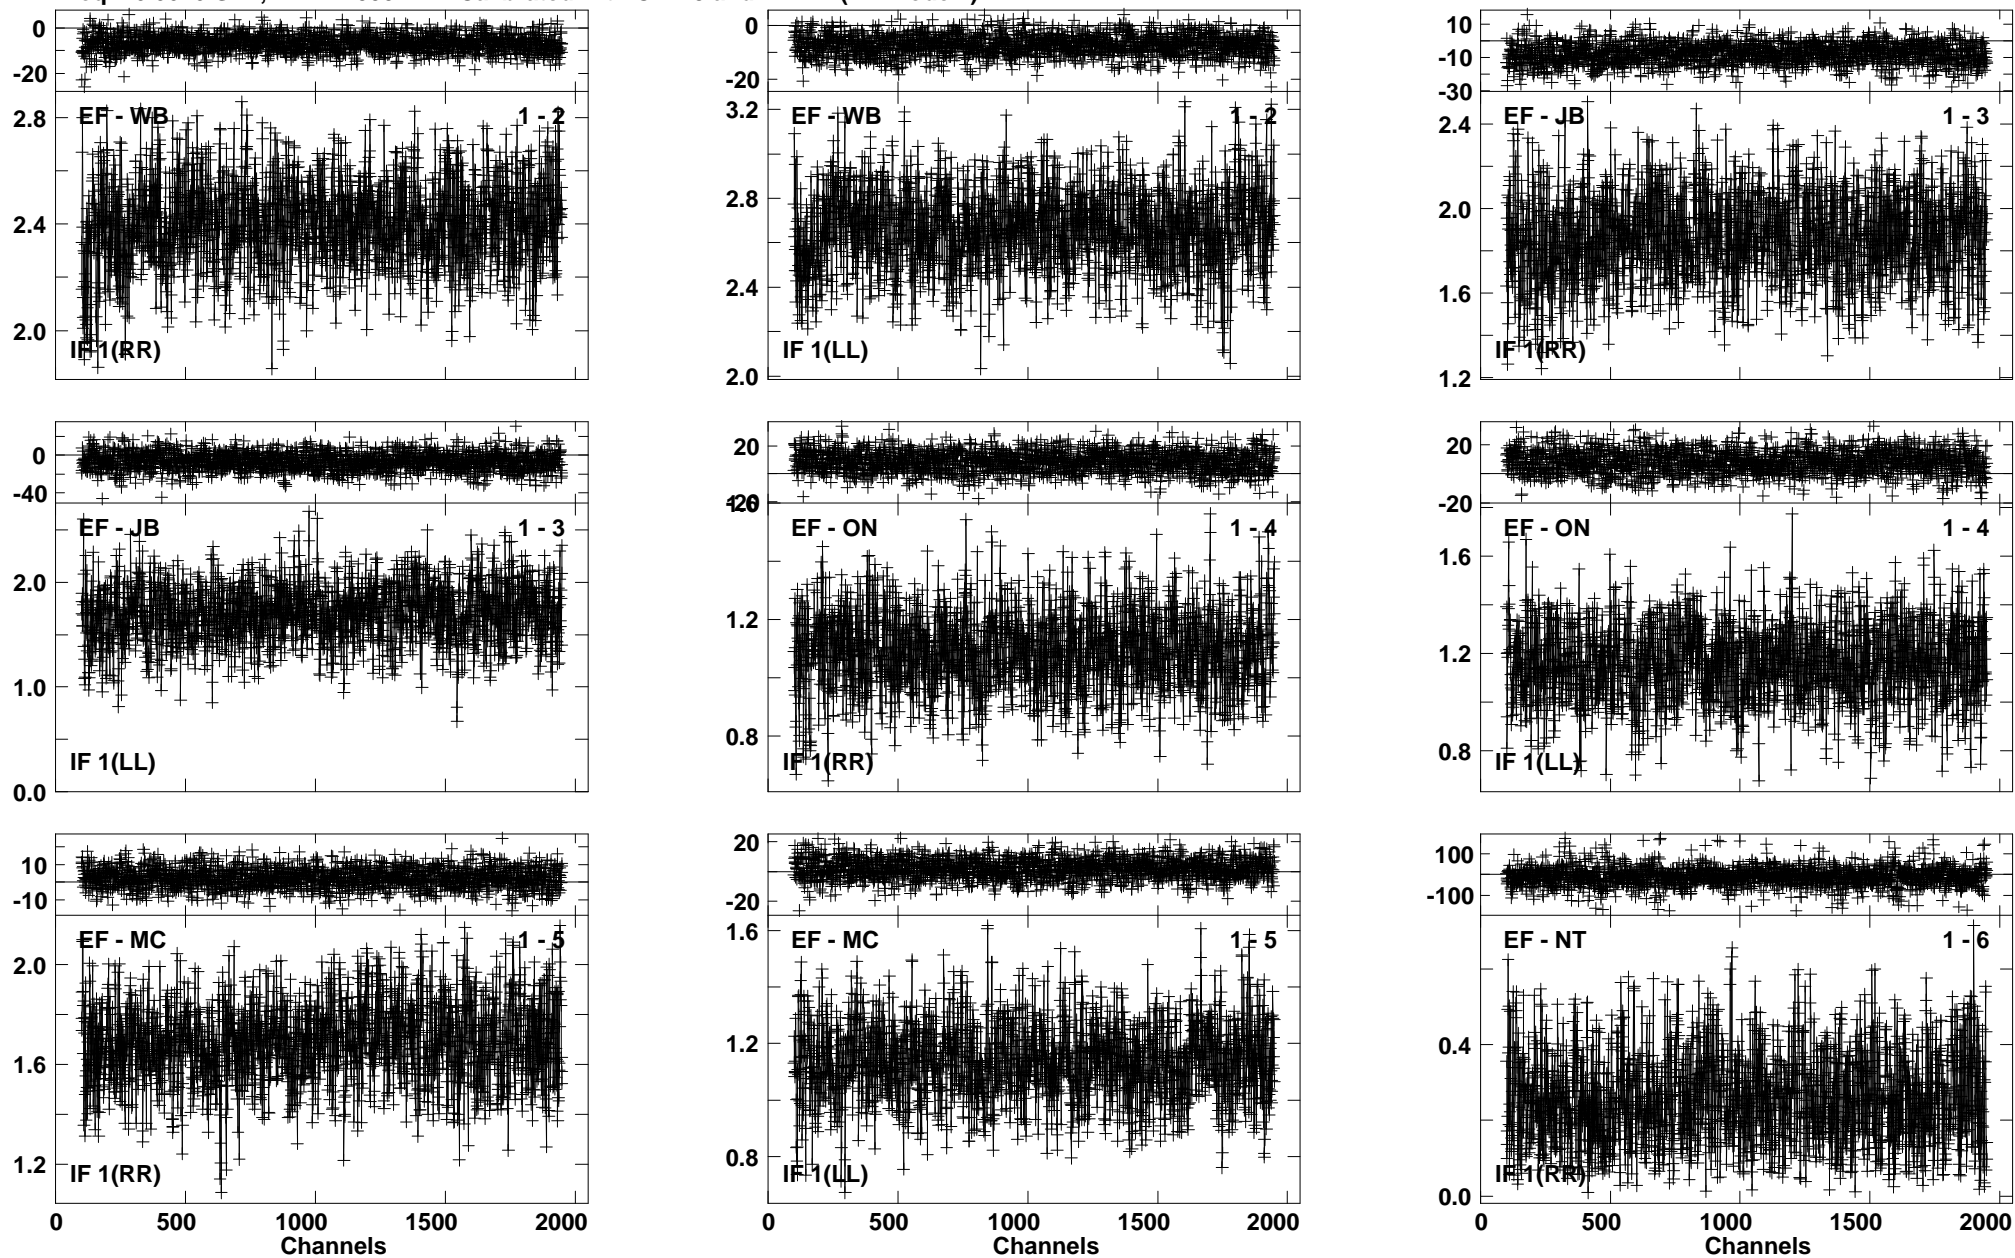 0
-20
EF - WB
1 - 2
2.8
2.4
2.0
IF 1(RR)
0
-20
EF - WB
1 - 2
3.2
2.8
2.4
2.0
IF 1(LL)
10
-10
-30
EF - JB
1 - 3
2.4
2.0
1.6
1.2
IF 1(RR)
0
-40
EF - JB
1 - 3
2.0
1.0
0.0
IF 1(LL)
20
-20
EF - ON
1 - 4
1.2
0.8
IF 1(RR)
20
-20
EF - ON
1 - 4
1.6
1.2
0.8
IF 1(LL)
10
-10
EF - MC
1 - 5
2.0
1.6
1.2
IF 1(RR)
0 500 1000 1500 2000
Channels
20
-20
EF - MC
1 - 5
1.6
1.2
0.8
IF 1(LL)
0 500 1000 1500 2000
Channels
100
-100
EF - NT
1 - 6
0.4
0.0
IF 1(RR)
0 500 1000 1500 2000
Channels